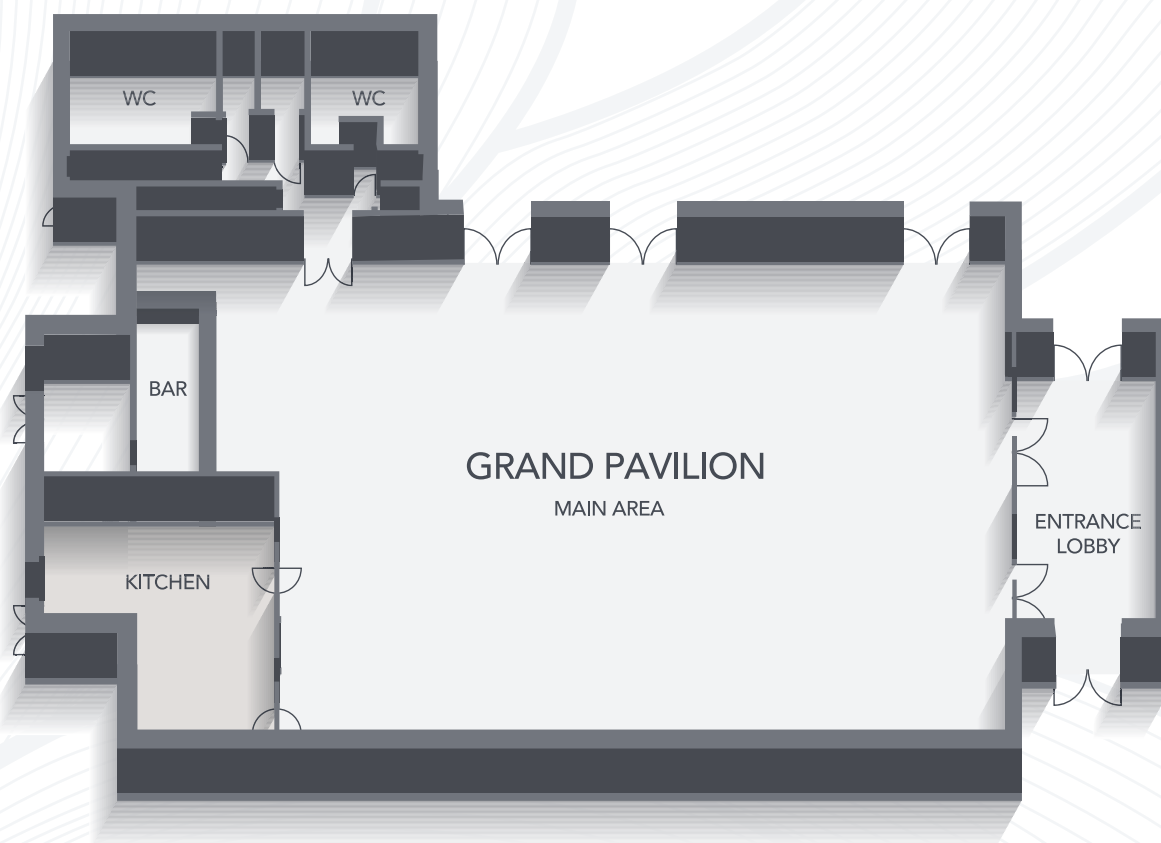 WC
WC
BAR
GRAND PAVILION
MAIN AREA
ENTRANCE
LOBBY
KITCHEN